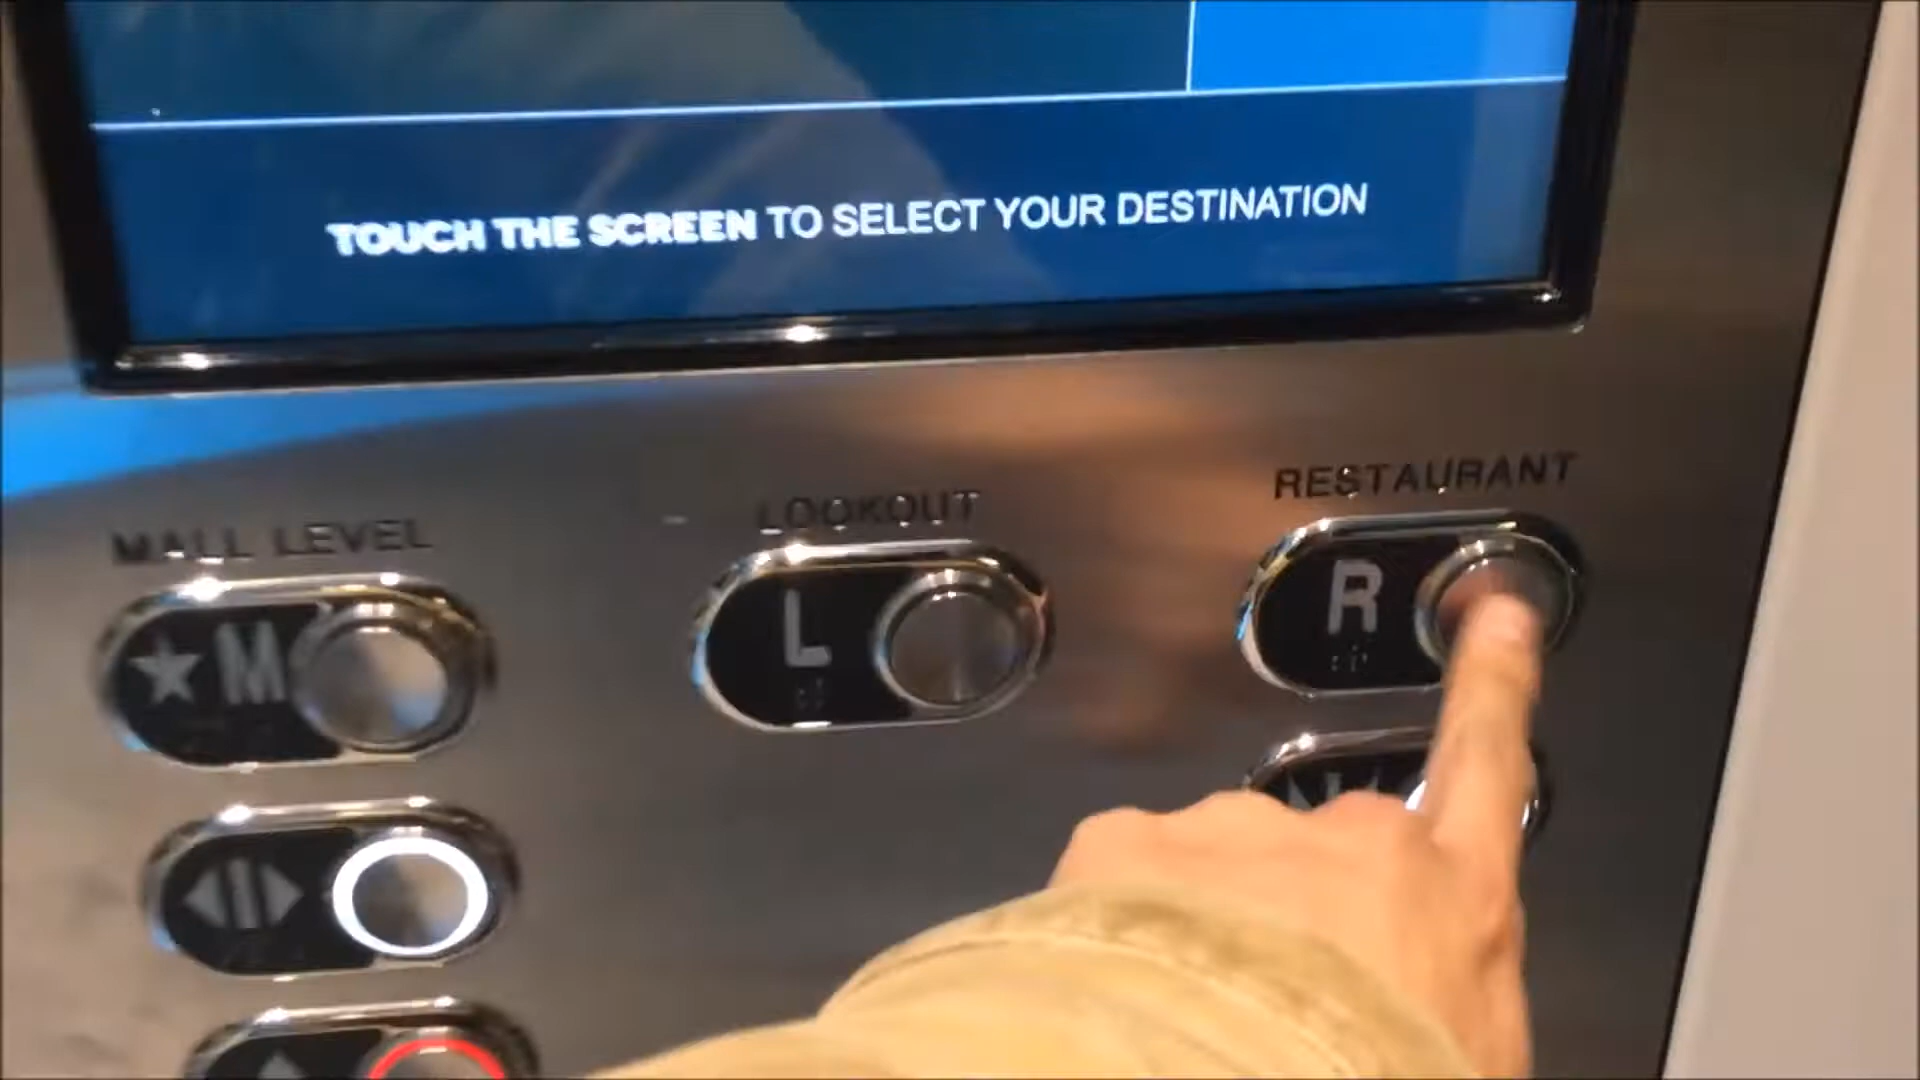 TOUCH THE SCREEN TO SELECT YOUR DESTINATION
MALL LEVEL
LOOKOUT
RESTAURANT
★M
L
R